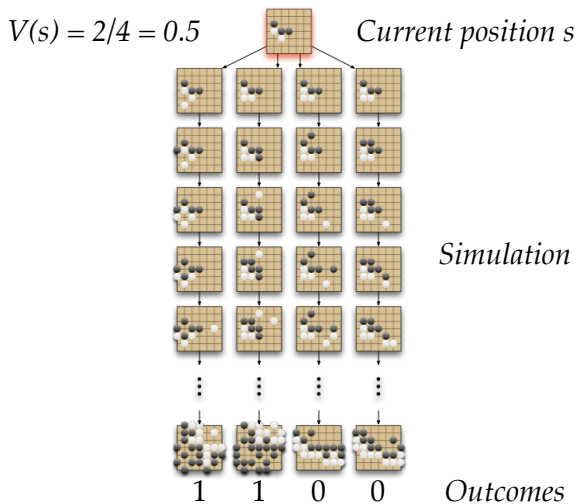 V(s) = 2/4 = 0.5
Current position s
Simulation
1 1 0 0
Outcomes